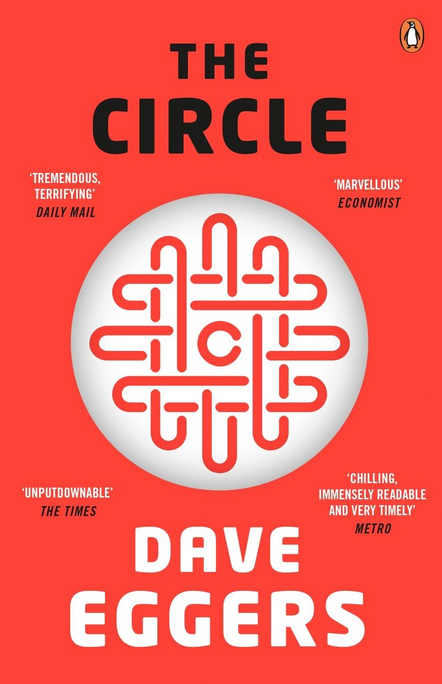 THE
CIRCLE
‘TREMENDOUS,
TERRIFYING’
DAILY MAIL
‘MARVELLOUS’
ECONOMIST
C
‘UNPUTDOWNABLE’
THE TIMES
‘CHILLING,
IMMENSELY READABLE
AND VERY TIMELY’
METRO
DAVE
EGGERS